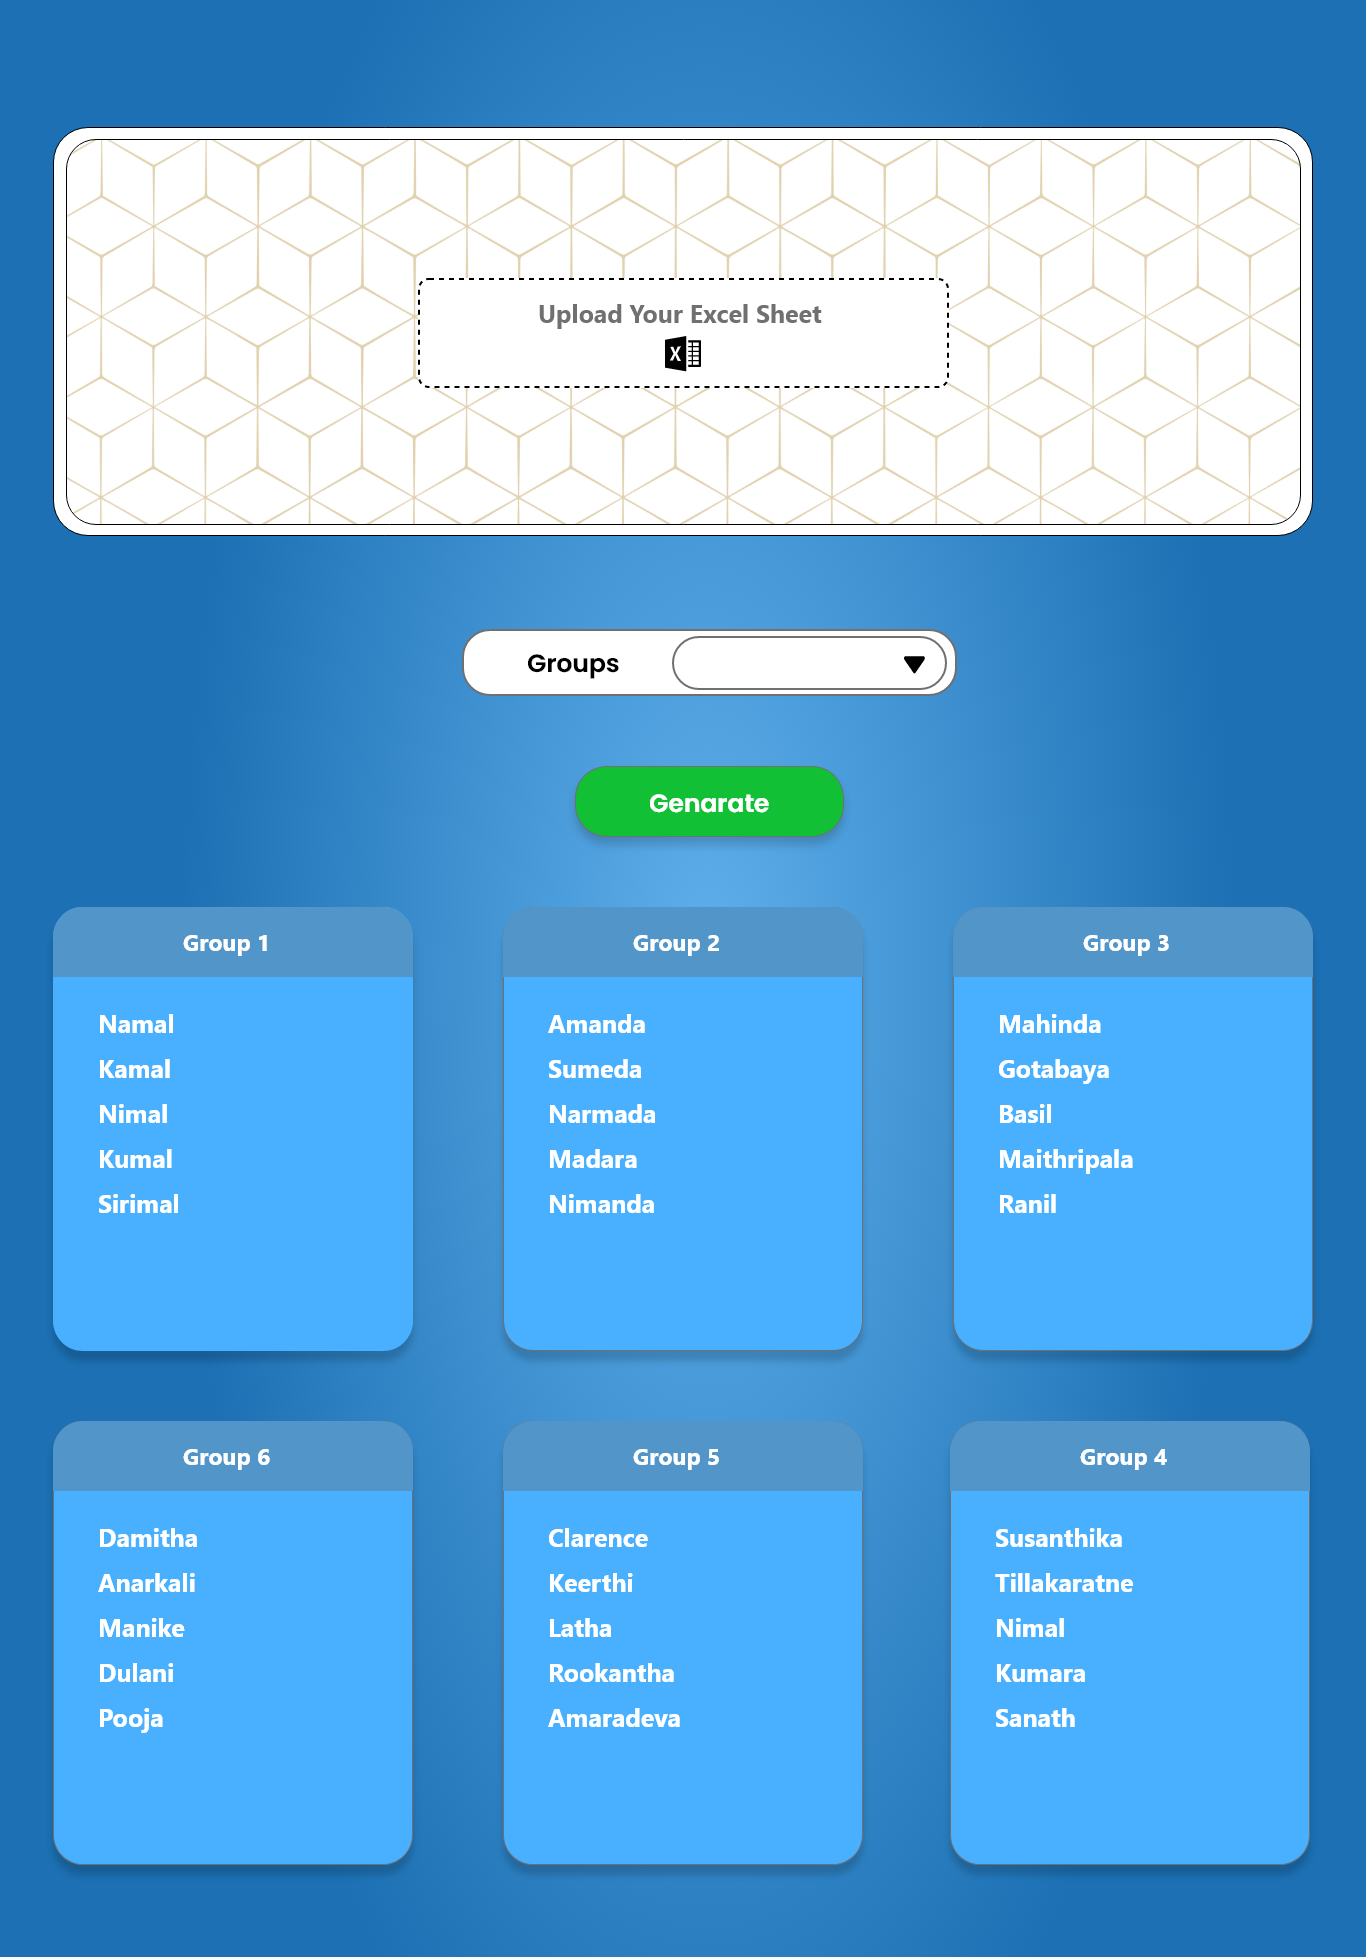 Upload Your Excel Sheet
X
Groups
Genarate
Group 1
Namal
Kamal
Nimal
Kumal
Sirimal
Group 2
Amanda
Sumeda
Narmada
Madara
Nimanda
Group 3
Mahinda
Gotabaya
Basil
Maithripala
Ranil
Group 6
Damitha
Anarkali
Manike
Dulani
Pooja
Group 5
Clarence
Keerthi
Latha
Rookantha
Amaradeva
Group 4
Susanthika
Tillakaratne
Nimal
Kumara
Sanath